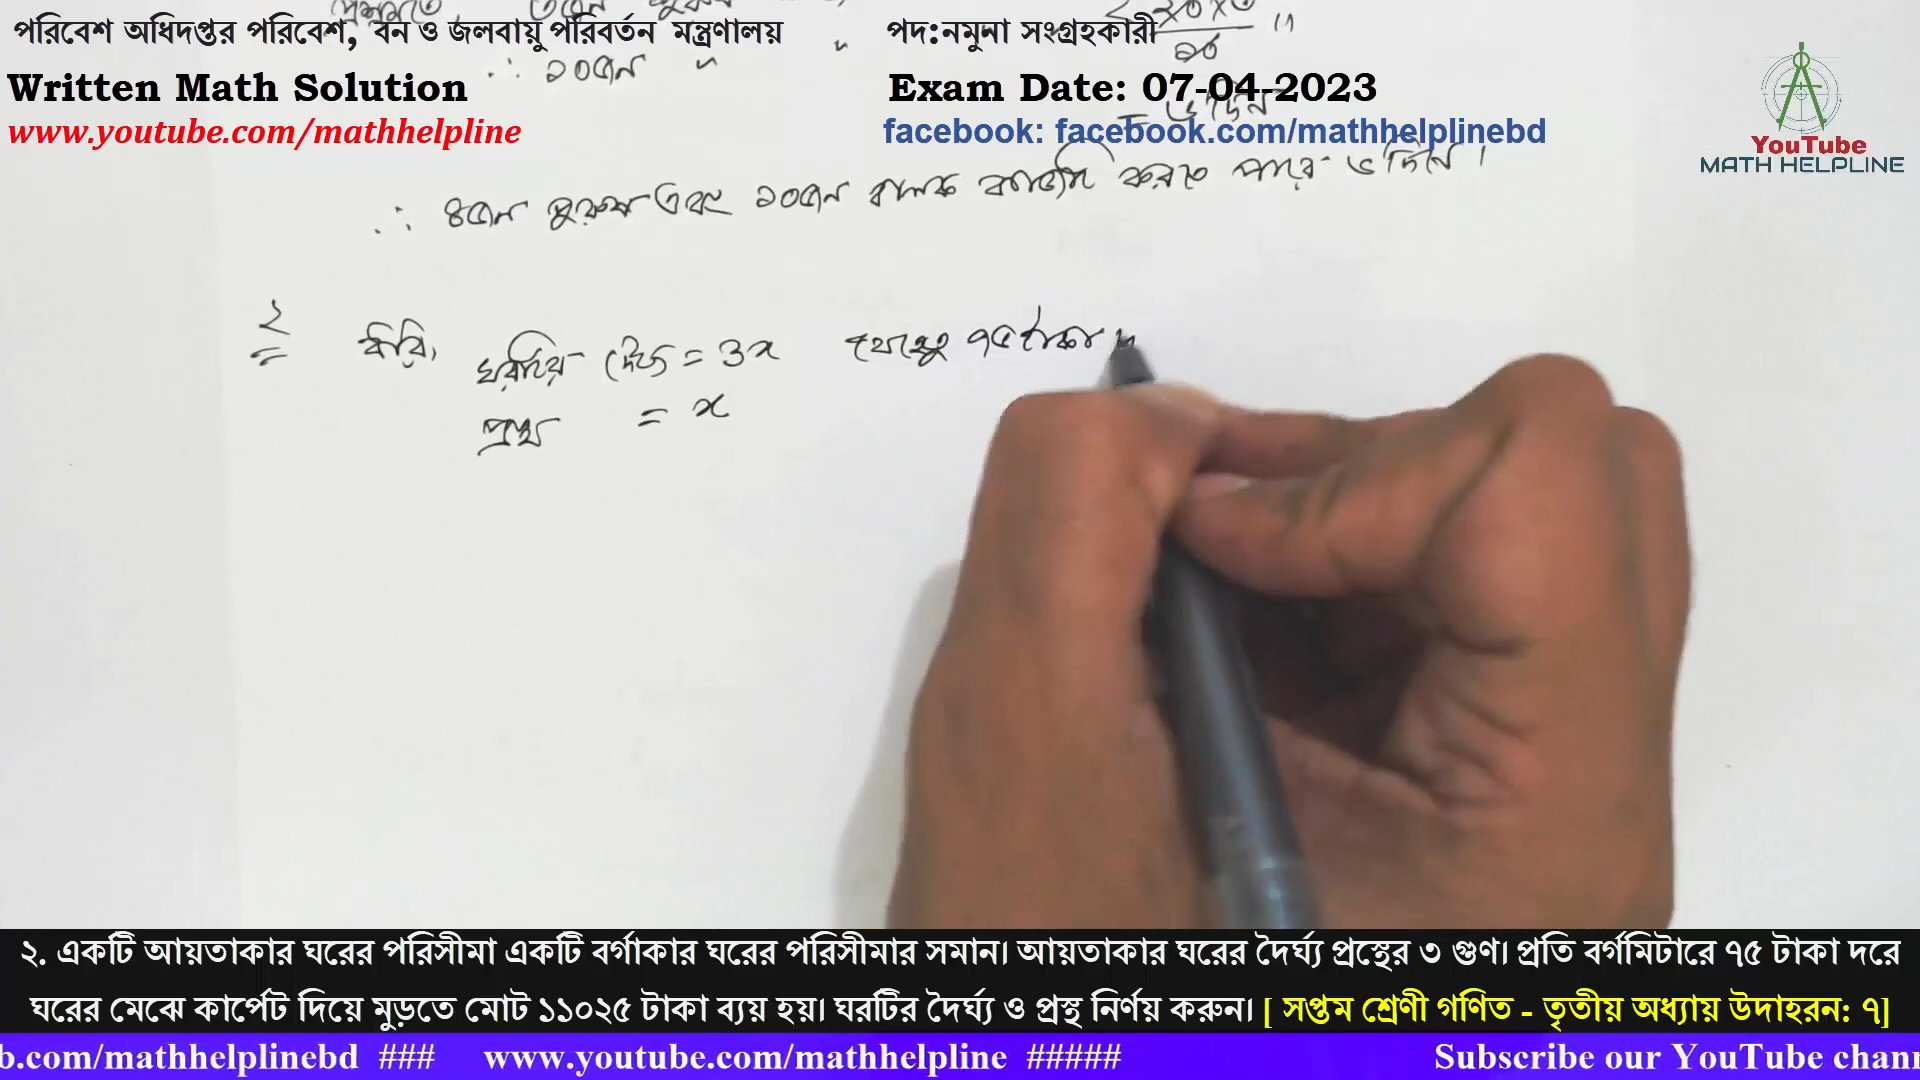 পরিবেশ অধিদপ্তর পরিবেশ, বন ও জলবায়ু পরিবর্তন মন্ত্রণালয়
পদ:নমুনা সংগ্রহকারী
∴ ১০জন "
Written Math Solution
Exam Date: 07-04-2023
www.youtube.com/mathhelpline
facebook: facebook.com/mathhelplinebd
YouTube
MATH HELPLINE
∴ ৪জন পুরুষ এবং ১০জন বালক কাজটি করতে পারে ৬ দিনে।
২
ধরি, ঘরটির দৈর্ঘ্য = 3x যেহেতু ৭৫ টাকা
প্রস্থ = x
২. একটি আয়তাকার ঘরের পরিসীমা একটি বর্গাকার ঘরের পরিসীমার সমান। আয়তাকার ঘরের দৈর্ঘ্য প্রস্থের ৩ গুণ। প্রতি বর্গমিটারে ৭৫ টাকা দরে
ঘরের মেঝে কার্পেট দিয়ে মুড়তে মোট ১১০২৫ টাকা ব্যয় হয়। ঘরটির দৈর্ঘ্য ও প্রস্থ নির্ণয় করুন। [ সপ্তম শ্রেণী গণিত - তৃতীয় অধ্যায় উদাহরন: ৭]
b.com/mathhelplinebd ### www.youtube.com/mathhelpline ##### Subscribe our YouTube chann